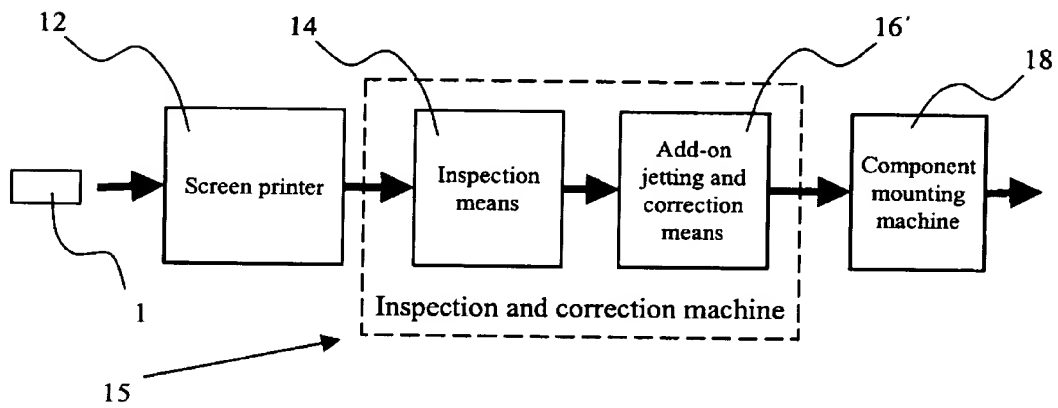 12
14
16′
18
Screen printer
Inspection
means
Add-on
jetting and
correction
means
Component
mounting
machine
1
Inspection and correction machine
15